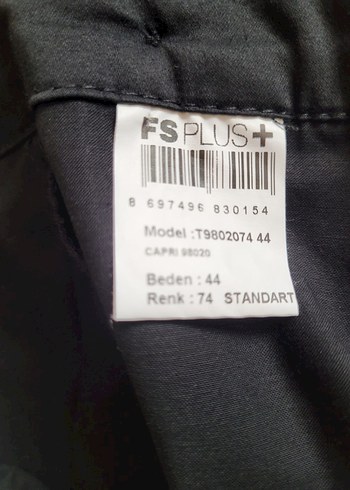 FSPLUS+
8 697496 830154
Model :T9802074 44
CAPRI 98020
Beden : 44
Renk : 74 STANDART